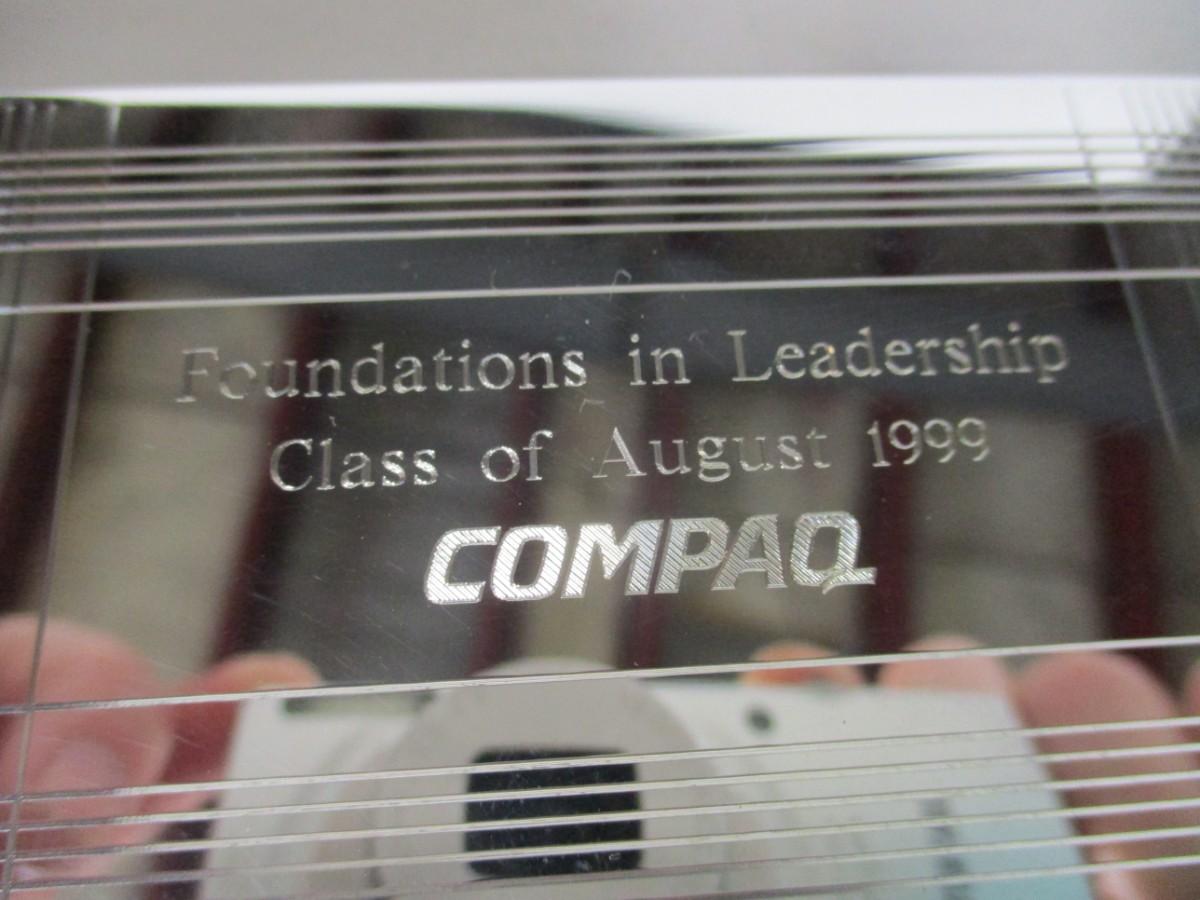 Foundations in Leadership
Class of August 1999
COMPAQ